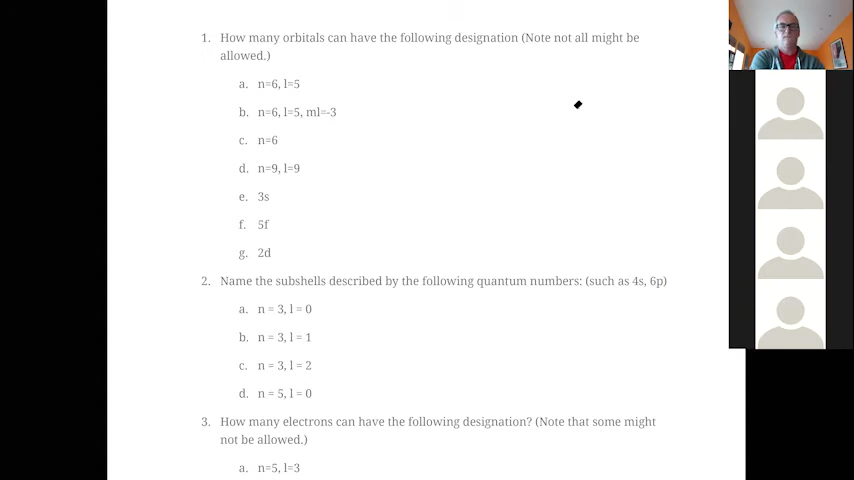 1. How many orbitals can have the following designation (Note not all might be
allowed.)
a. n=6, l=5
b. n=6, l=5, ml=-3
c. n=6
d. n=9, l=9
e. 3s
f. 5f
g. 2d
2. Name the subshells described by the following quantum numbers: (such as 4s, 6p)
a. n = 3, l = 0
b. n = 3, l = 1
c. n = 3, l = 2
d. n = 5, l = 0
3. How many electrons can have the following designation? (Note that some might
not be allowed.)
a. n=5, l=3